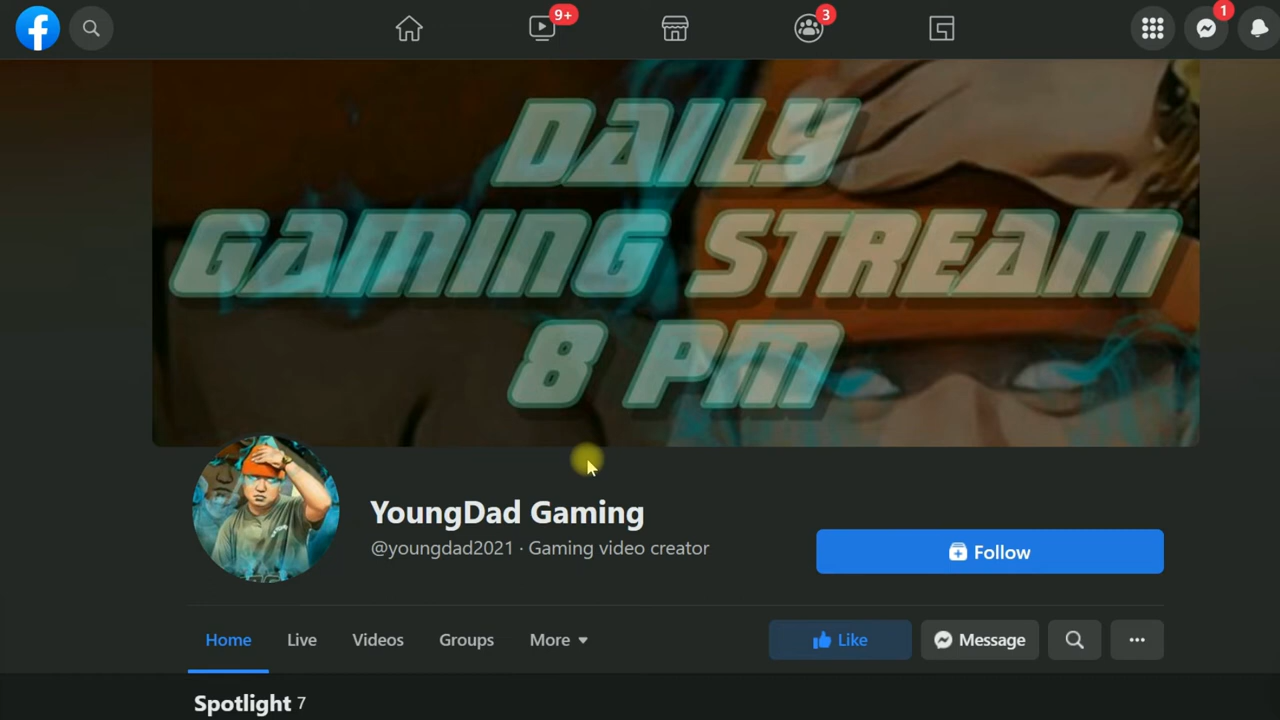 9+
3
1
DAILY
GAMING STREAM
8 PM
YoungDad Gaming
@youngdad2021 · Gaming video creator
Follow
Home Live Videos Groups More
Like Message
Spotlight 7